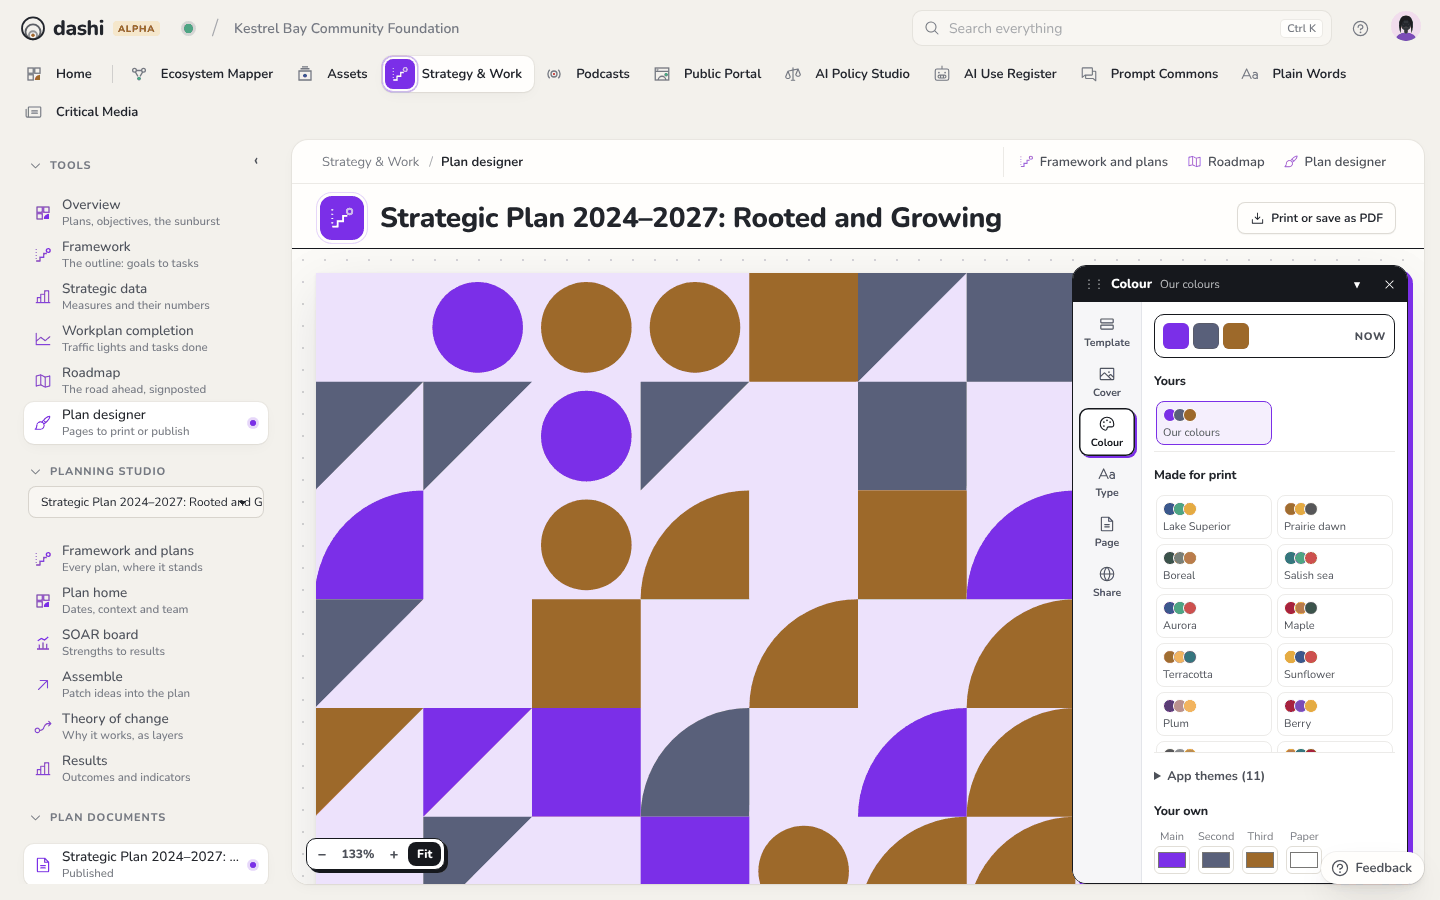 dashi ALPHA / Kestrel Bay Community Foundation
Search everything Ctrl K
Home
Ecosystem Mapper
Assets
Strategy & Work
Podcasts
Public Portal
AI Policy Studio
AI Use Register
Prompt Commons
Aa Plain Words
Critical Media
TOOLS
Overview
Plans, objectives, the sunburst
Framework
The outline: goals to tasks
Strategic data
Measures and their numbers
Workplan completion
Traffic lights and tasks done
Roadmap
The road ahead, signposted
Plan designer
Pages to print or publish
PLANNING STUDIO
Strategic Plan 2024–2027: Rooted and G
Framework and plans
Every plan, where it stands
Plan home
Dates, context and team
SOAR board
Strengths to results
Assemble
Patch ideas into the plan
Theory of change
Why it works, as layers
Results
Outcomes and indicators
PLAN DOCUMENTS
Strategic Plan 2024–2027: ...
Published
Strategy & Work / Plan designer
Framework and plans
Roadmap
Plan designer
Strategic Plan 2024–2027: Rooted and Growing
Print or save as PDF
− 133% + Fit
Colour Our colours
Template
Cover
Colour
Aa
Type
Page
Share
NOW
Yours
Our colours
Made for print
Lake Superior
Prairie dawn
Boreal
Salish sea
Aurora
Maple
Terracotta
Sunflower
Plum
Berry
App themes (11)
Your own
Main Second Third Paper
Feedback